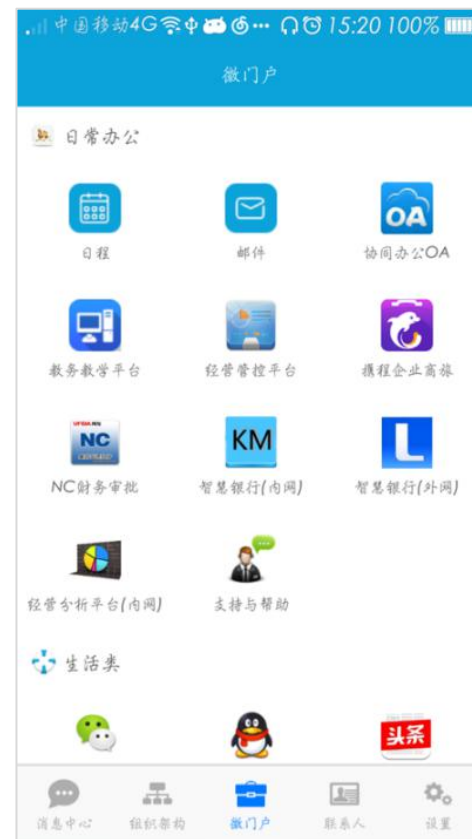 中国移动4G 15:20 100%
微门户
日常办公
日程 邮件 协同办公OA
OA
教务教学平台 经营管控平台 携程企业商旅
NC KM L
NC财务审批 智慧银行(内网) 智慧银行(外网)
经营分析平台(内网) 支持与帮助
生活类
头条
消息中心 组织架构 微门户 联系人 设置